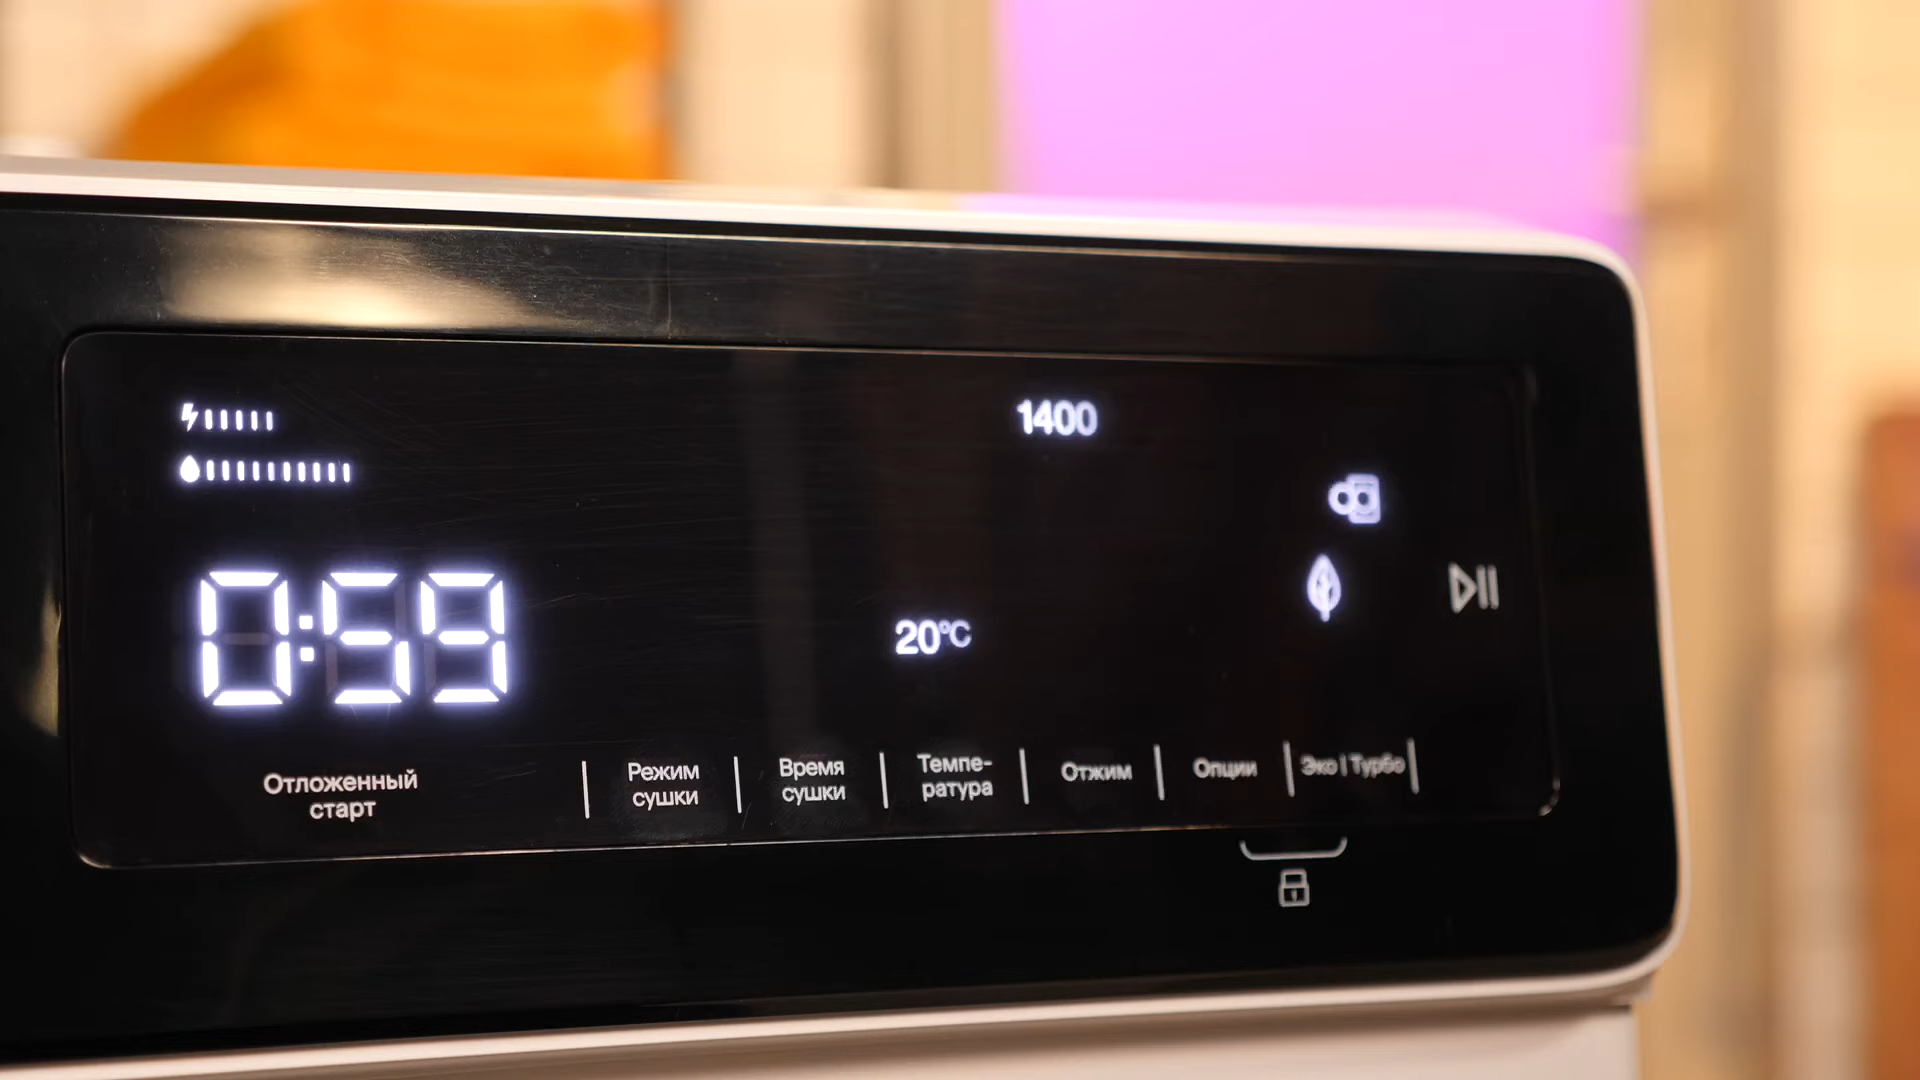 1400
0:59
20°C
Отложенный
старт
Режим
сушки
Время
сушки
Темпе-
ратура
Отжим
Опции
Эко | Турбо